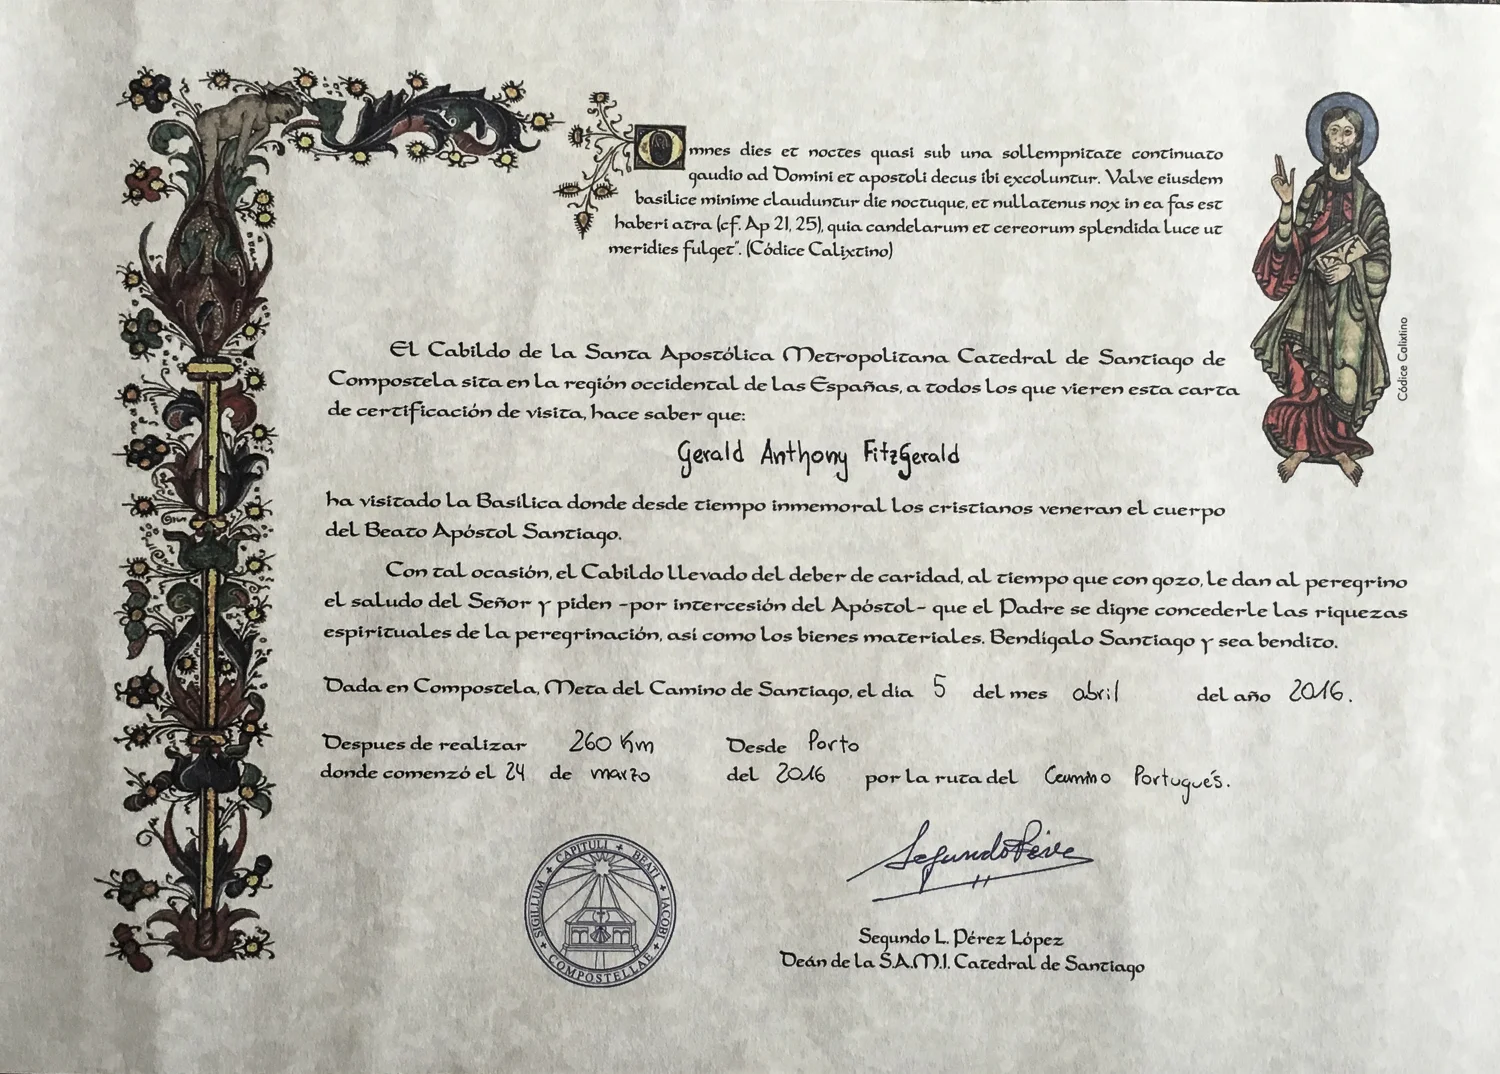 Omnes dies et noctes quasi sub una sollempnitate continuato
gaudio ad Domini et apostoli decus ibi excoluntur. Valve eiusdem
basilice minime clauduntur die noctuque, et nullatenus nox in ea fas est
haberi atra (cf. Ap 21, 25), quia candelarum et cereorum splendida luce ut
meridies fulget". (Códice Calixtino)
Códice Calixtino
El Cabildo de la Santa Apostólica Metropolitana Catedral de Santiago de
Compostela sita en la región occidental de las Españas, a todos los que vieren esta carta
de certificación de visita, hace saber que:
Gerald Anthony FitzGerald
ha visitado la Basílica donde desde tiempo inmemoral los cristianos veneran el cuerpo
del Beato Apóstol Santiago.
Con tal ocasión, el Cabildo llevado del deber de caridad, al tiempo que con gozo, le dan al peregrino
el saludo del Señor y piden -por intercesión del Apóstol- que el Padre se digne concederle las riquezas
espirituales de la peregrinación, así como los bienes materiales. Bendígalo Santiago y sea bendito.
Dada en Compostela, Meta del Camino de Santiago, el día 5 del mes abril del año 2016.
Despues de realizar 260 Km Desde Porto
donde comenzó el 24 de marzo del 2016 por la ruta del Camino Portugués.
SIGILLUM + CAPITULI + BEATI + IACOBI + COMPOSTELLAE +
Segundo Pérez
Segundo L. Pérez López
Deán de la S.A.M.I. Catedral de Santiago